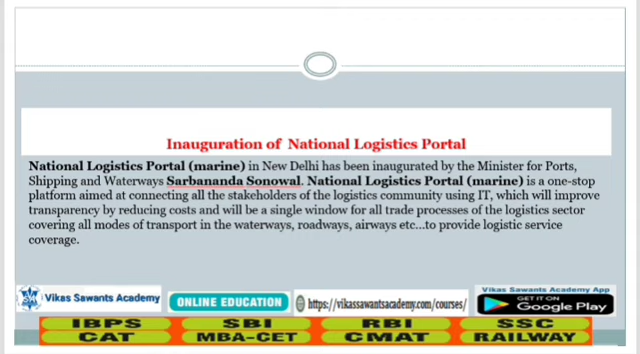 Inauguration of National Logistics Portal
National Logistics Portal (marine) in New Delhi has been inaugurated by the Minister for Ports,
Shipping and Waterways Sarbananda Sonowal. National Logistics Portal (marine) is a one-stop
platform aimed at connecting all the stakeholders of the logistics community using IT, which will improve
transparency by reducing costs and will be a single window for all trade processes of the logistics sector
covering all modes of transport in the waterways, roadways, airways etc...to provide logistic service
coverage.
Vikas Sawants Academy App
Vikas Sawants Academy ONLINE EDUCATION https://vikassawantsacademy.com/courses/ GET IT ON
Google Play
IBPS SBI RBI SSC
CAT MBA-CET CMAT RAILWAY